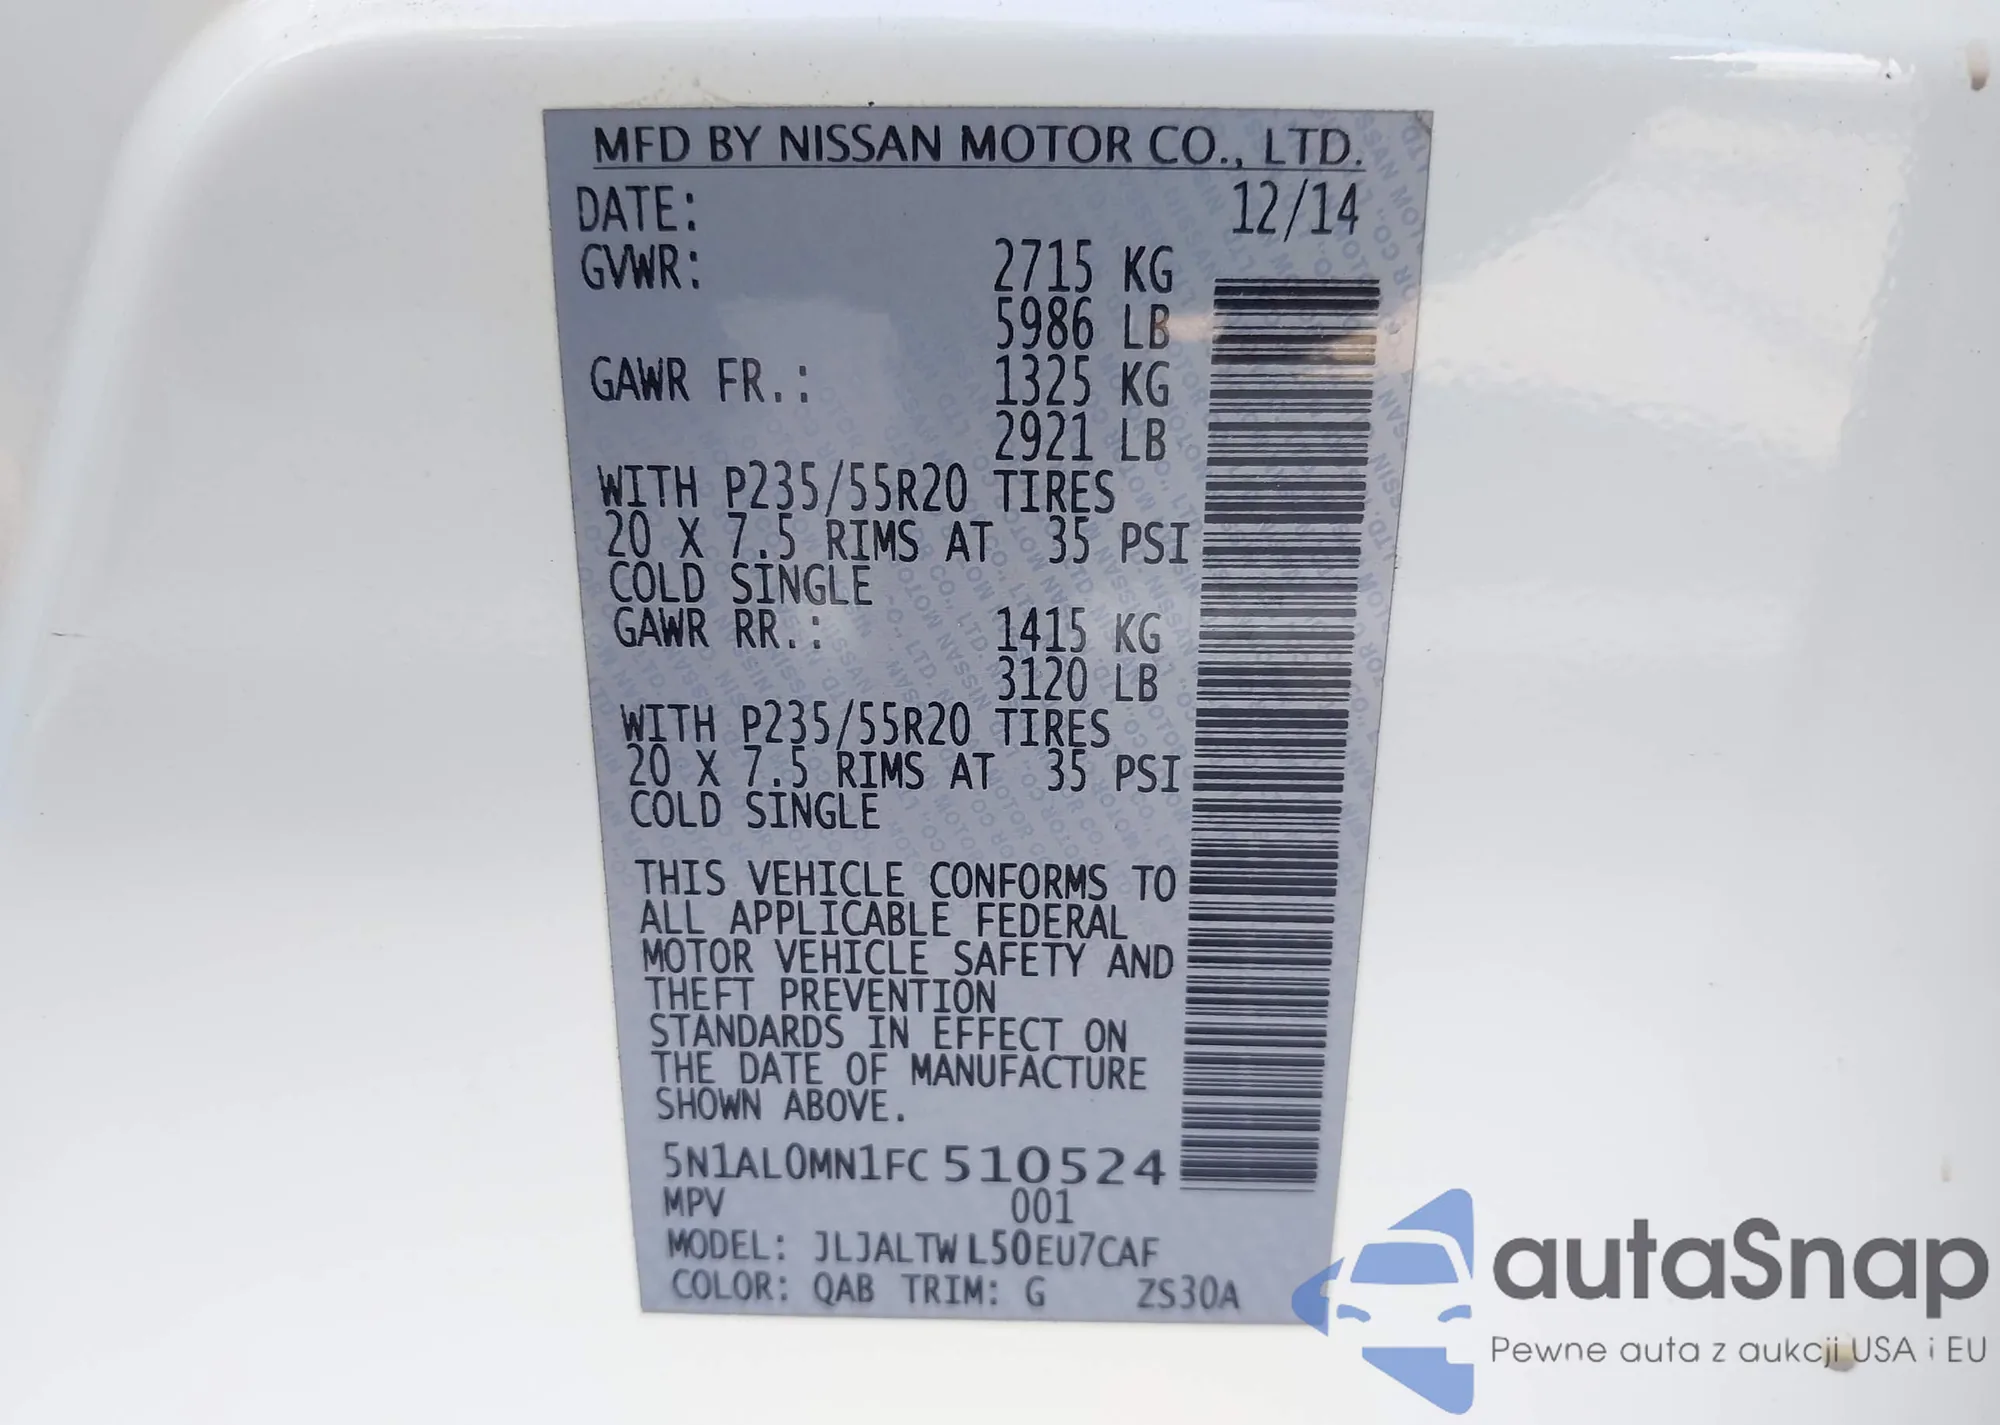 MFD BY NISSAN MOTOR CO., LTD.
DATE: 12/14
GVWR: 2715 KG
5986 LB
GAWR FR.: 1325 KG
2921 LB
WITH P235/55R20 TIRES
20 X 7.5 RIMS AT 35 PSI
COLD SINGLE
GAWR RR.: 1415 KG
3120 LB
WITH P235/55R20 TIRES
20 X 7.5 RIMS AT 35 PSI
COLD SINGLE
THIS VEHICLE CONFORMS TO
ALL APPLICABLE FEDERAL
MOTOR VEHICLE SAFETY AND
THEFT PREVENTION
STANDARDS IN EFFECT ON
THE DATE OF MANUFACTURE
SHOWN ABOVE.
5N1AL0MN1FC510524
MPV 001
MODEL: JLJALTWL50EU7CAF
COLOR: QAB TRIM: G ZS30A
autaSnap
Pewne auta z aukcji USA i EU